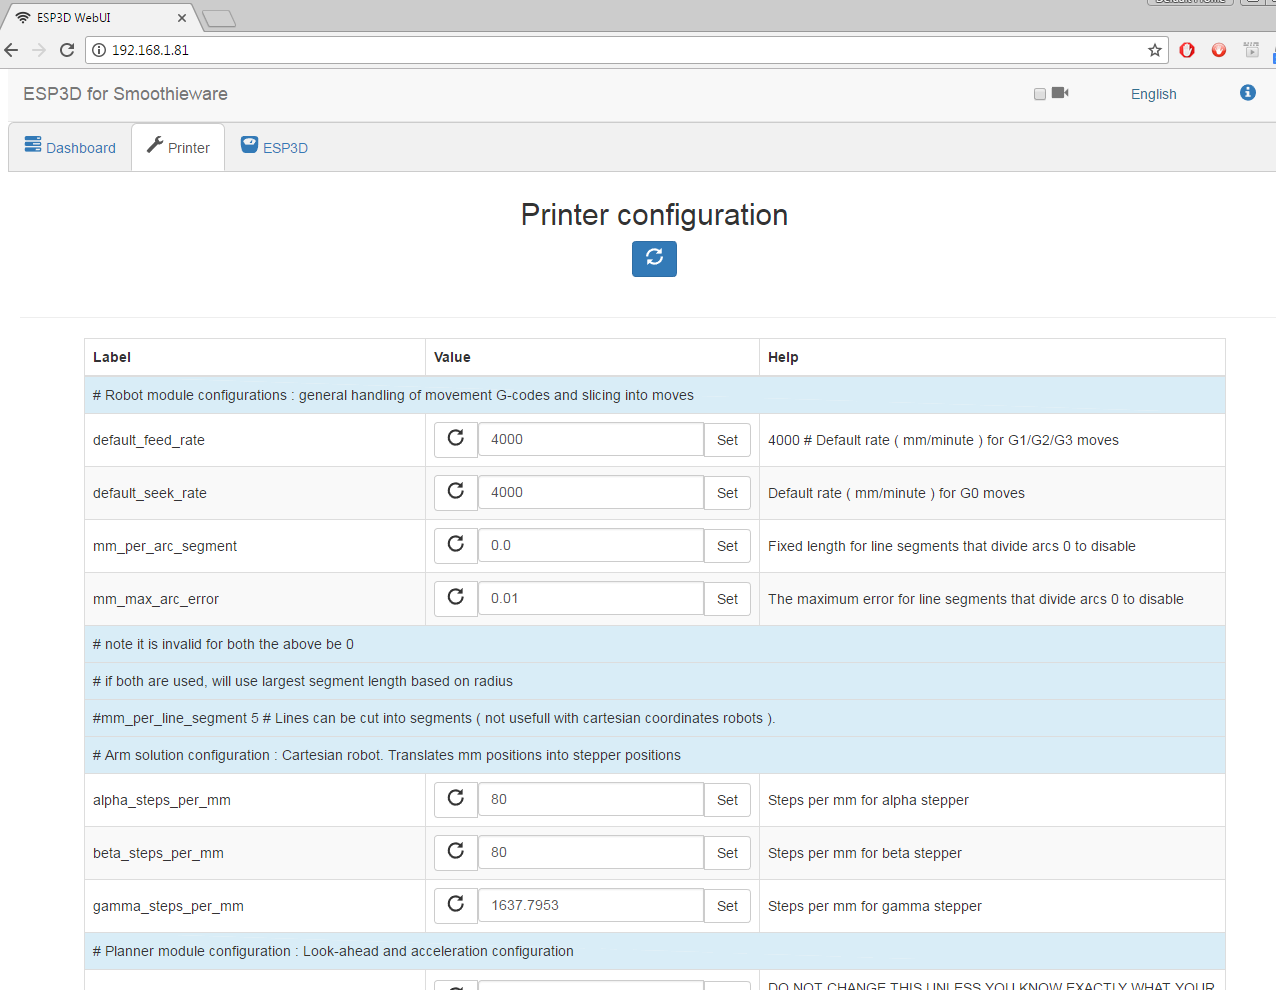 Default Profile
ESP3D WebUI
192.168.1.81
ESP3D for Smoothieware
English
Dashboard
Printer
ESP3D
Printer configuration
Label Value Help
# Robot module configurations : general handling of movement G-codes and slicing into moves
default_feed_rate 4000 Set 4000 # Default rate ( mm/minute ) for G1/G2/G3 moves
default_seek_rate 4000 Set Default rate ( mm/minute ) for G0 moves
mm_per_arc_segment 0.0 Set Fixed length for line segments that divide arcs 0 to disable
mm_max_arc_error 0.01 Set The maximum error for line segments that divide arcs 0 to disable
# note it is invalid for both the above be 0
# if both are used, will use largest segment length based on radius
#mm_per_line_segment 5 # Lines can be cut into segments ( not usefull with cartesian coordinates robots ).
# Arm solution configuration : Cartesian robot. Translates mm positions into stepper positions
alpha_steps_per_mm 80 Set Steps per mm for alpha stepper
beta_steps_per_mm 80 Set Steps per mm for beta stepper
gamma_steps_per_mm 1637.7953 Set Steps per mm for gamma stepper
# Planner module configuration : Look-ahead and acceleration configuration
DO NOT CHANGE THIS UNLESS YOU KNOW EXACTLY WHAT YOUR